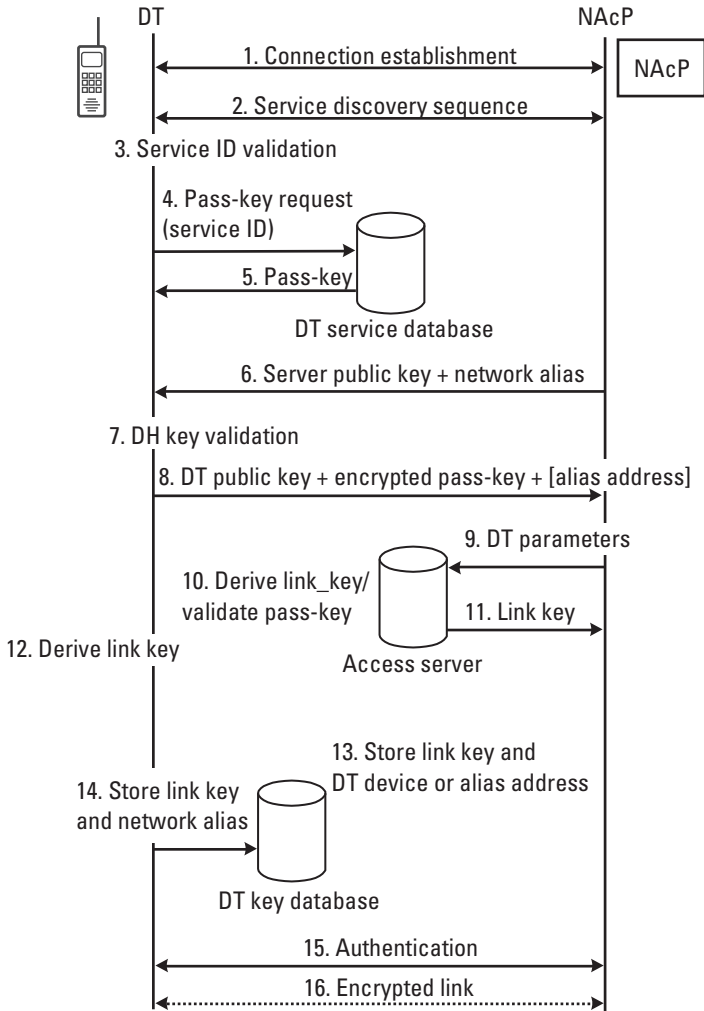 DT
NAcP
1. Connection establishment
NAcP
2. Service discovery sequence
3. Service ID validation
4. Pass-key request
(service ID)
5. Pass-key
DT service database
6. Server public key + network alias
7. DH key validation
8. DT public key + encrypted pass-key + [alias address]
9. DT parameters
10. Derive link_key/
validate pass-key
11. Link key
12. Derive link key
Access server
13. Store link key and
DT device or alias address
14. Store link key
and network alias
DT key database
15. Authentication
16. Encrypted link